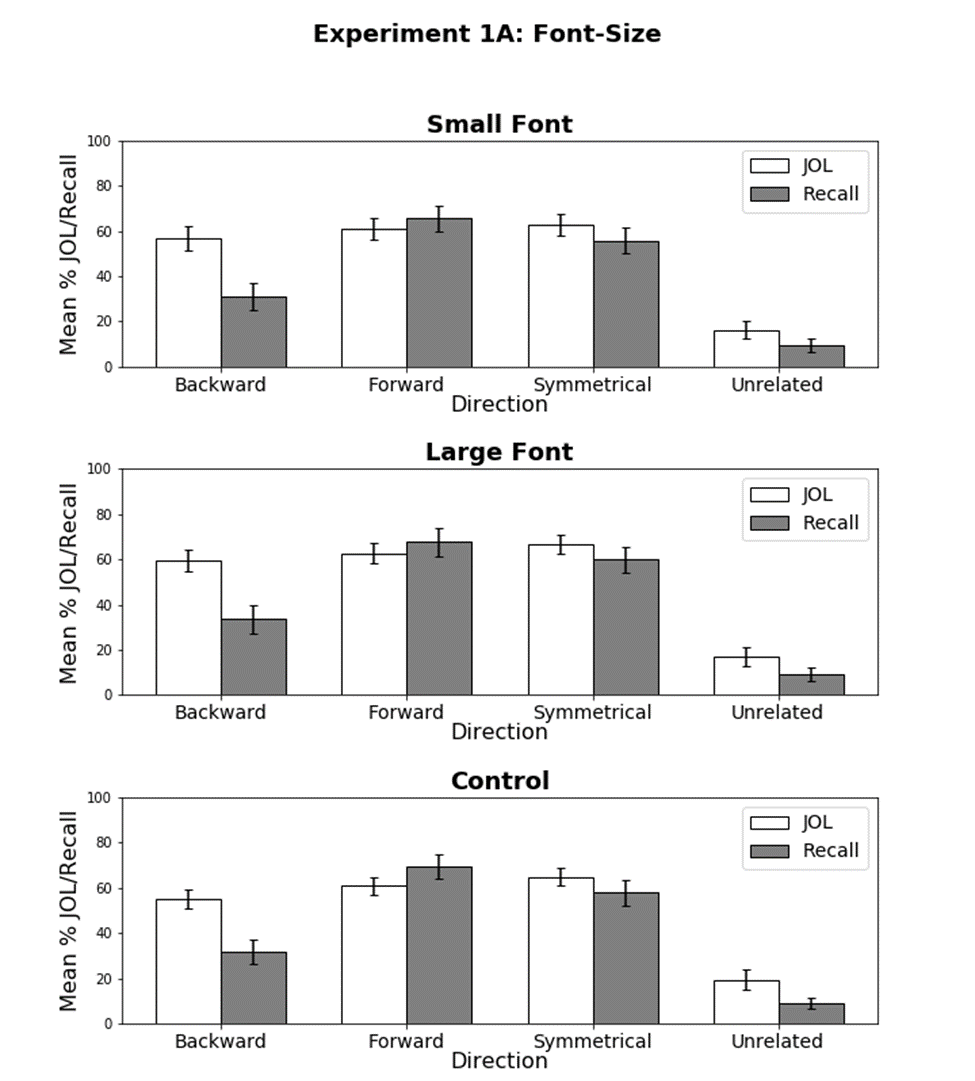 Experiment 1A: Font-Size
Small Font
Mean % JOL/Recall
100
80
60
40
20
0
JOL
Recall
Backward Forward Symmetrical Unrelated
Direction
Large Font
Mean % JOL/Recall
100
80
60
40
20
0
JOL
Recall
Backward Forward Symmetrical Unrelated
Direction
Control
Mean % JOL/Recall
100
80
60
40
20
0
JOL
Recall
Backward Forward Symmetrical Unrelated
Direction